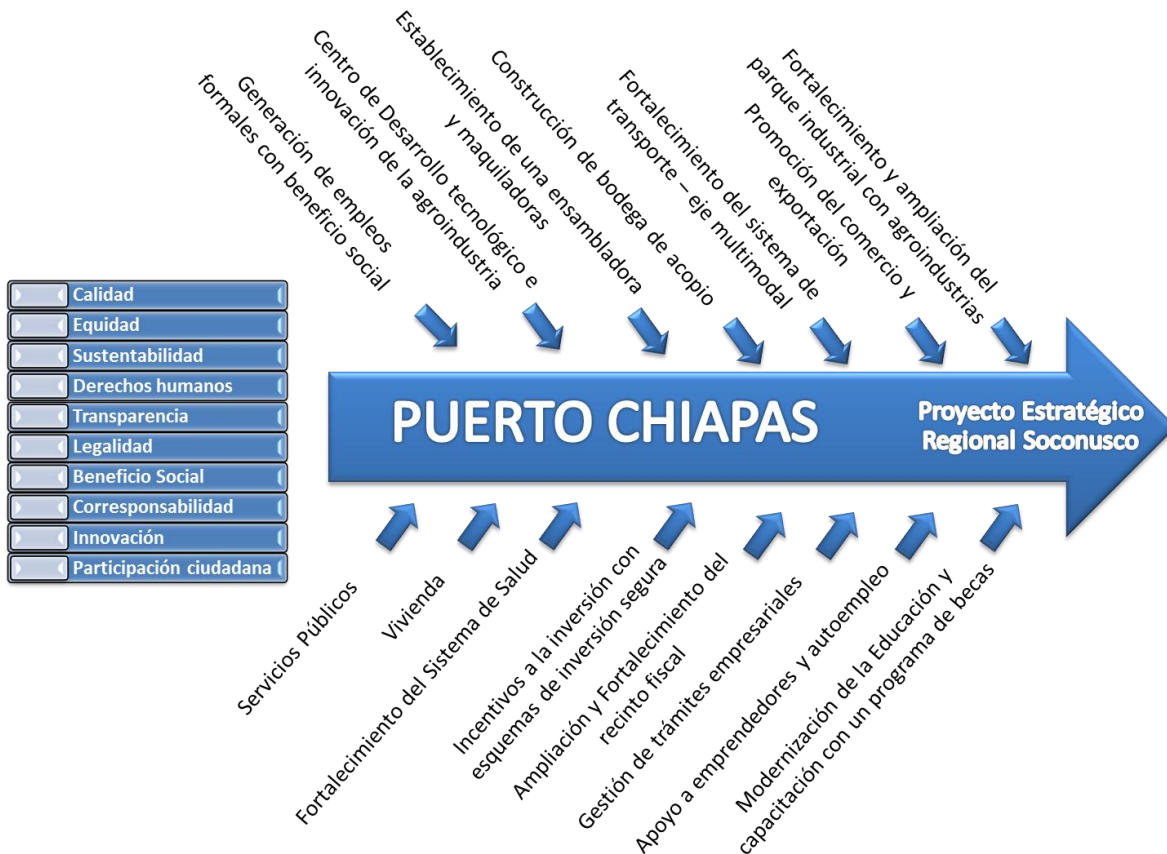 Generación de empleos
formales con beneficio social
Centro de Desarrollo tecnológico e
innovación de la agroindustria
Establecimiento de una ensambladora
y maquiladoras
Construcción de bodega de acopio
Fortalecimiento del sistema de
transporte – eje multimodal
Promoción del comercio y
exportación
Fortalecimiento y ampliación del
parque industrial con agroindustrias
Calidad
Equidad
Sustentabilidad
Derechos humanos
Transparencia
Legalidad
Beneficio Social
Corresponsabilidad
Innovación
Participación ciudadana
PUERTO CHIAPAS
Proyecto Estratégico
Regional Soconusco
Servicios Públicos
Vivienda
Fortalecimiento del Sistema de Salud
Incentivos a la inversión con
esquemas de inversión segura
Ampliación y Fortalecimiento del
recinto fiscal
Gestión de trámites empresariales
Apoyo a emprendedores y autoempleo
Modernización de la Educación y
capacitación con un programa de becas